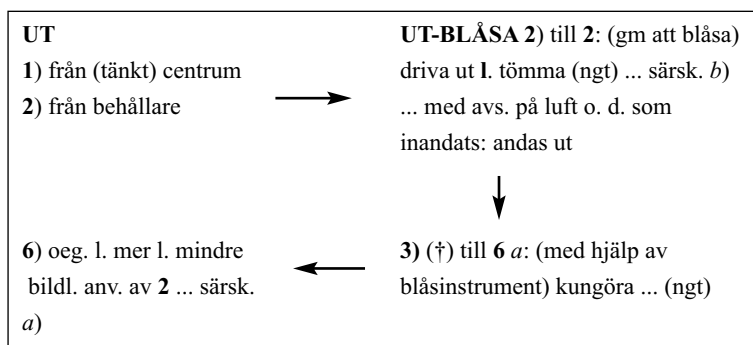 UT
1) från (tänkt) centrum
2) från behållare
UT-BLÅSA 2) till 2: (gm att blåsa)
driva ut l. tömma (ngt) ... särsk. b)
... med avs. på luft o. d. som
inandats: andas ut
3) (†) till 6 a: (med hjälp av
blåsinstrument) kungöra ... (ngt)
6) oeg. l. mer l. mindre
bildl. anv. av 2 ... särsk.
a)